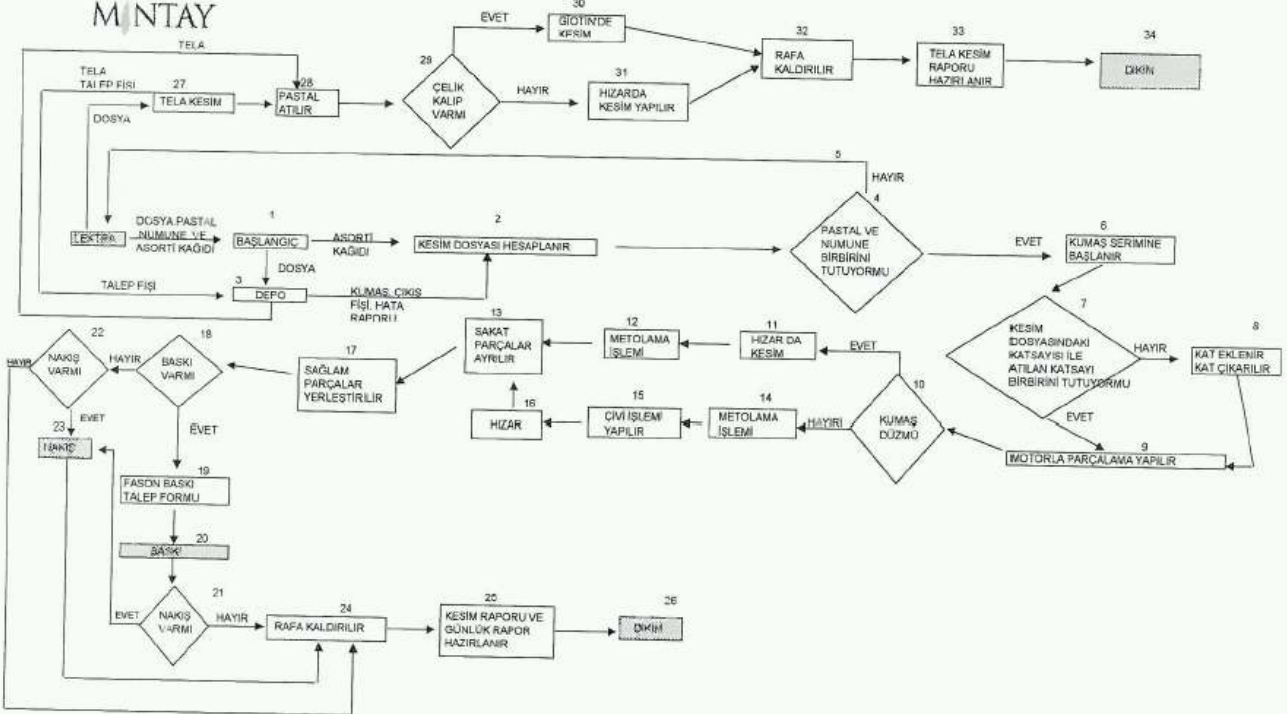 MİNTAY
30
EVET
GİOTİN'DE
KESİM
TELA
29
ÇELİK
KALIP
VARMI
32
RAFA
KALDIRILIR
33
TELA KESİM
RAPORU
HAZIRLANIR
34
DİKİN
TELA
TALEP FİŞİ
27
TELA KESİM
28
PASTAL
ATILIR
HAYIR
31
HIZARDA
KESİM YAPILIR
DOSYA
5
HAYIR
4
PASTAL VE
NUMUNE
BİRBİRİNİ
TUTUYORMU
LEKTRA
DOSYA PASTAL
NUMUNE VE
ASORTİ KAĞIDI
1
BAŞLANGIÇ
ASORTİ
KAĞIDI
2
KESİM DOSYASI HESAPLANIR
EVET
6
KUMAŞ SERİMİNE
BAŞLANIR
DOSYA
TALEP FİŞİ
3
DEPO
KUMAŞ, ÇIKIŞ
FİŞİ, HATA
RAPORU
7
KESİM
DOSYASINDAKİ
KATSAYISI İLE
ATILAN KATSAYI
BİRBİRİNİ TUTUYORMU
HAYIR
8
KAT EKLENİR
KAT ÇIKARILIR
EVET
9
MOTORLA PARÇALAMA YAPILIR
10
KUMAŞ
DÜZMÜ
EVET
11
HIZAR DA
KESİM
12
METOLAMA
İŞLEMİ
13
SAKAT
PARÇALAR
AYRILIR
HAYIRI
14
METOLAMA
İŞLEMİ
15
ÇİVİ İŞLEMİ
YAPILIR
16
HIZAR
17
SAĞLAM
PARÇALAR
YERLEŞTİRİLİR
18
BASKI
VARMI
HAYIR
22
NAKIŞ
VARMI
HAYIR
EVET
23
NAKIŞ
EVET
19
FASON BASKI
TALEP FORMU
20
BASKI
21
NAKIŞ
VARMI
EVET
HAYIR
24
RAFA KALDIRILIR
25
KESİM RAPORU VE
GÜNLÜK RAPOR
HAZIRLANIR
26
DİKİM